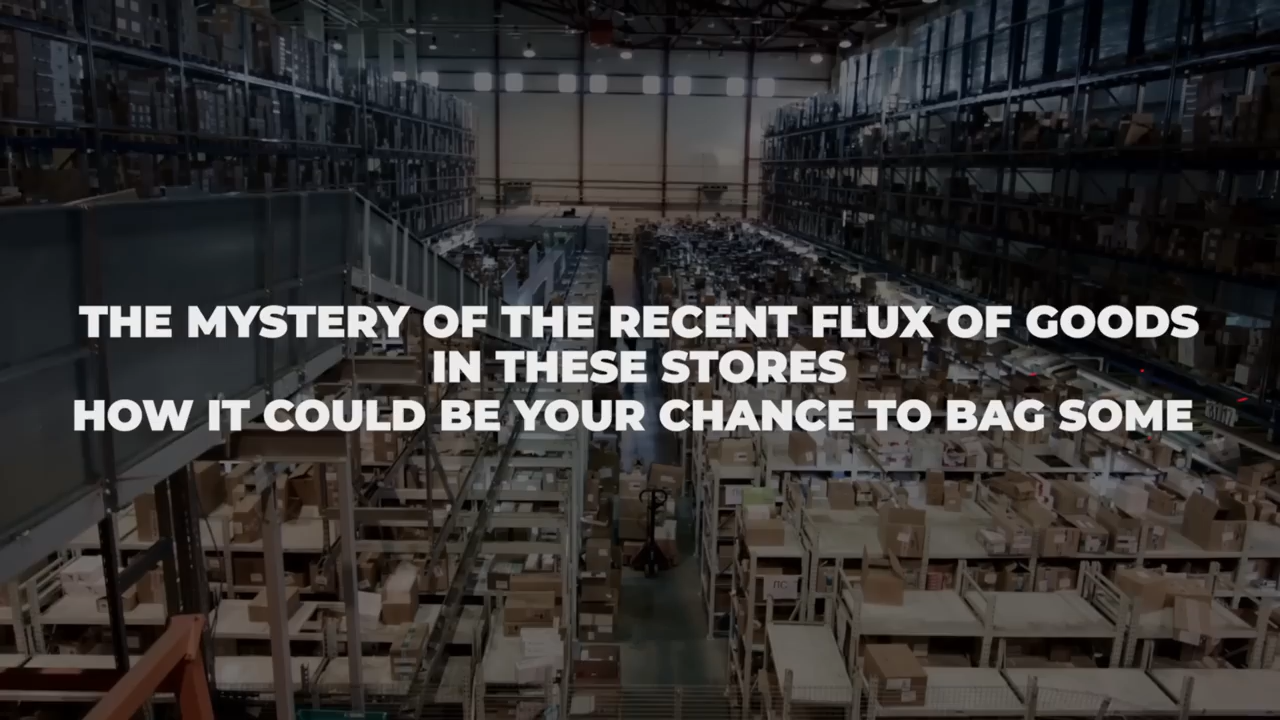 THE MYSTERY OF THE RECENT FLUX OF GOODS
IN THESE STORES
HOW IT COULD BE YOUR CHANCE TO BAG SOME